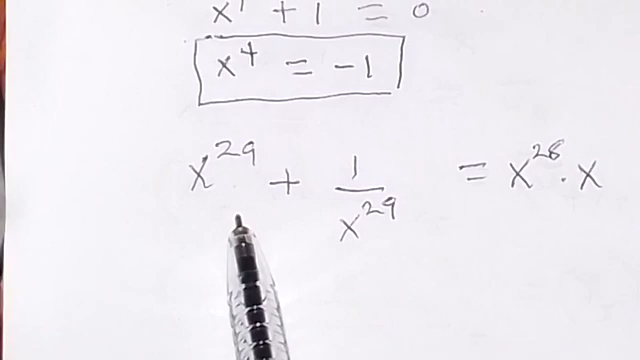 x⁴ + 1 = 0
x⁴ = -1
x²⁹ + 1/x²⁹ = x²⁸ · x